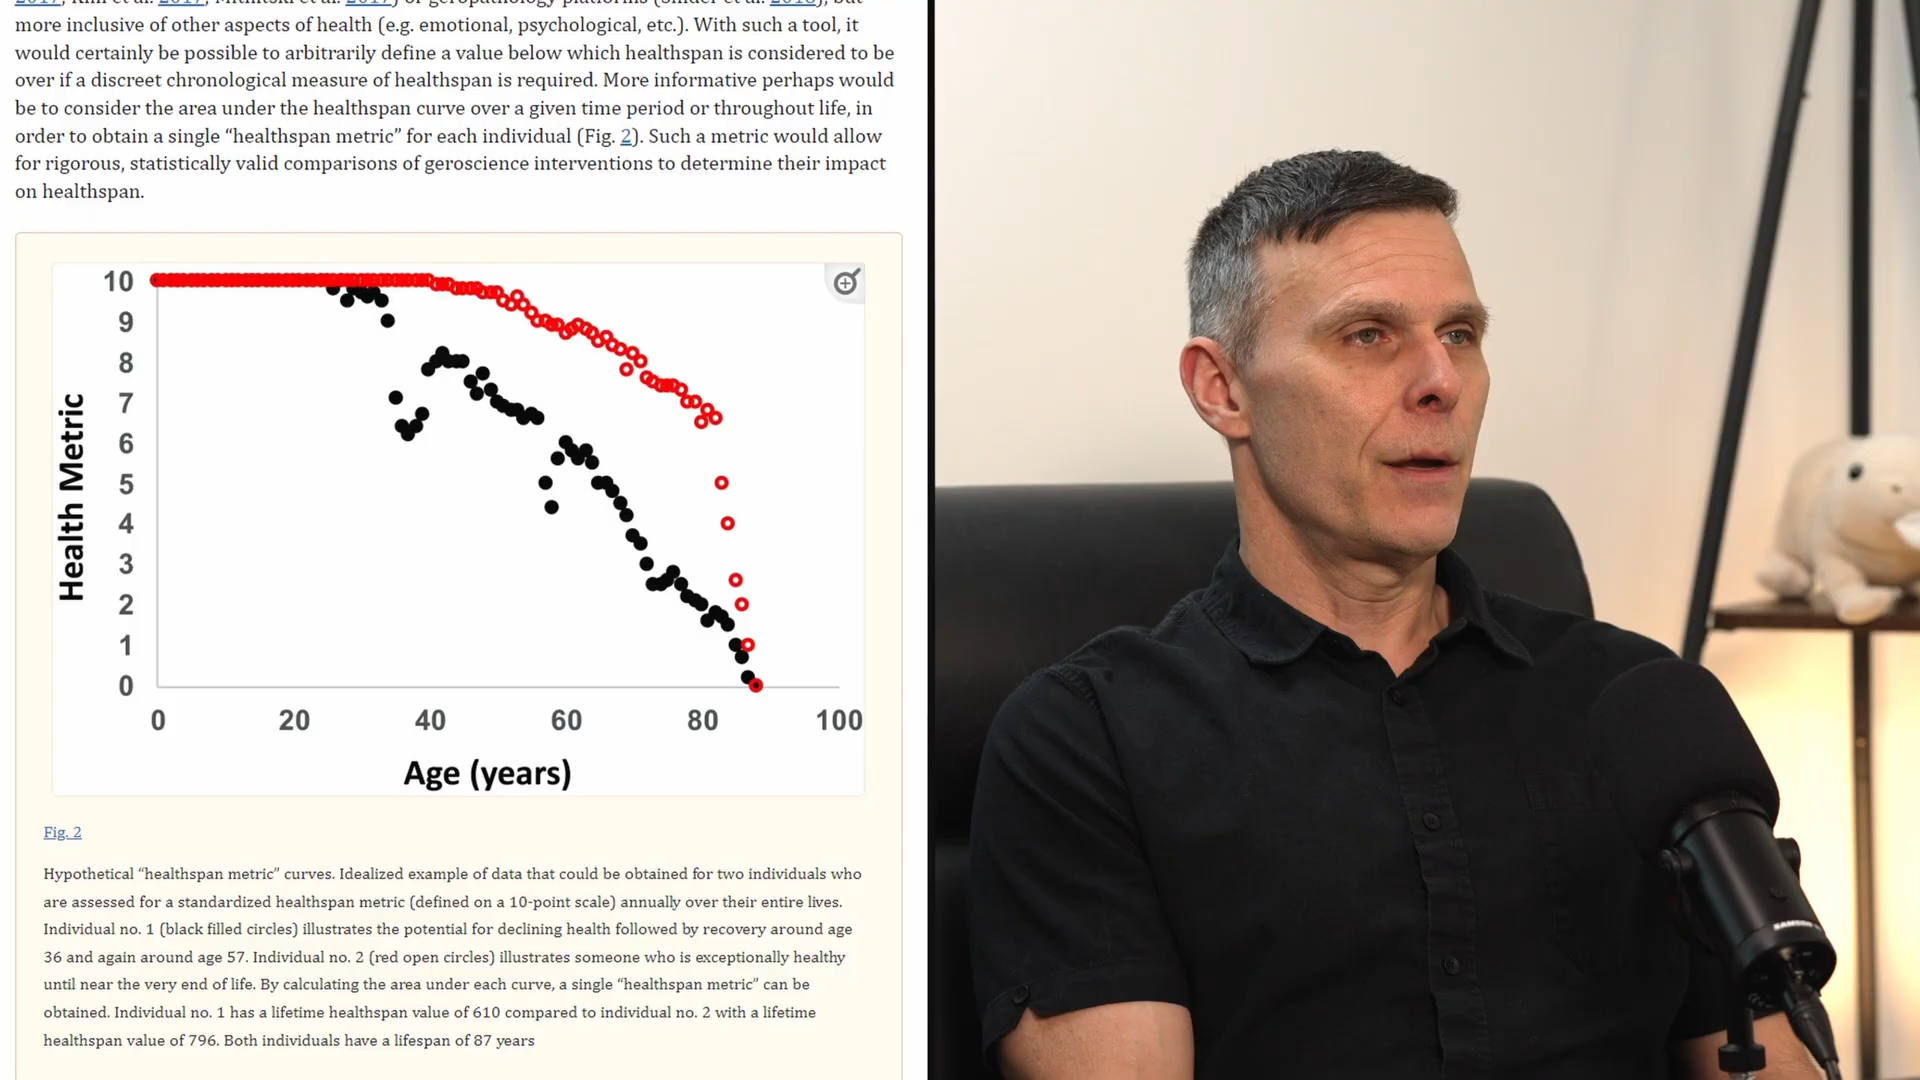 more inclusive of other aspects of health (e.g. emotional, psychological, etc.). With such a tool, it
would certainly be possible to arbitrarily define a value below which healthspan is considered to be
over if a discreet chronological measure of healthspan is required. More informative perhaps would
be to consider the area under the healthspan curve over a given time period or throughout life, in
order to obtain a single “healthspan metric” for each individual (Fig. 2). Such a metric would allow
for rigorous, statistically valid comparisons of geroscience interventions to determine their impact
on healthspan.
Health Metric
10
9
8
7
6
5
4
3
2
1
0
0 20 40 60 80 100
Age (years)
Fig. 2
Hypothetical “healthspan metric” curves. Idealized example of data that could be obtained for two individuals who
are assessed for a standardized healthspan metric (defined on a 10-point scale) annually over their entire lives.
Individual no. 1 (black filled circles) illustrates the potential for declining health followed by recovery around age
36 and again around age 57. Individual no. 2 (red open circles) illustrates someone who is exceptionally healthy
until near the very end of life. By calculating the area under each curve, a single “healthspan metric” can be
obtained. Individual no. 1 has a lifetime healthspan value of 610 compared to individual no. 2 with a lifetime
healthspan value of 796. Both individuals have a lifespan of 87 years
SAMSON